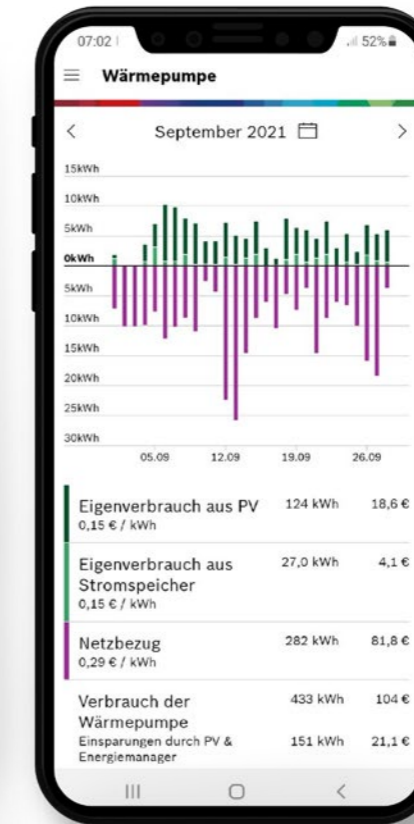 07:02
52%
Wärmepumpe
September 2021
15kWh
10kWh
5kWh
0kWh
5kWh
10kWh
15kWh
20kWh
25kWh
30kWh
05.09 12.09 19.09 26.09
Eigenverbrauch aus PV 124 kWh 18,6 €
0,15 € / kWh
Eigenverbrauch aus 27,0 kWh 4,1 €
Stromspeicher
0,15 € / kWh
Netzbezug 282 kWh 81,8 €
0,29 € / kWh
Verbrauch der 433 kWh 104 €
Wärmepumpe
Einsparungen durch PV & 151 kWh 21,1 €
Energiemanager